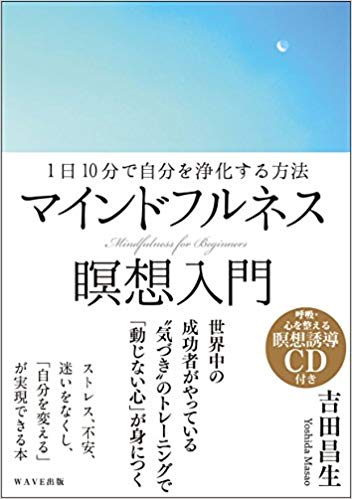 1日10分で自分を浄化する方法
マインドフルネス
Mindfulness for Beginners
瞑想入門
世界中の
成功者がやっている
“気づき”のトレーニングで
「動じない心」が身につく
ストレス、不安、
迷いをなくし、
「自分を変える」
が実現できる本
呼吸・
心を整える
瞑想誘導
CD
付き
吉田昌生
Yoshida Masao
WAVE出版